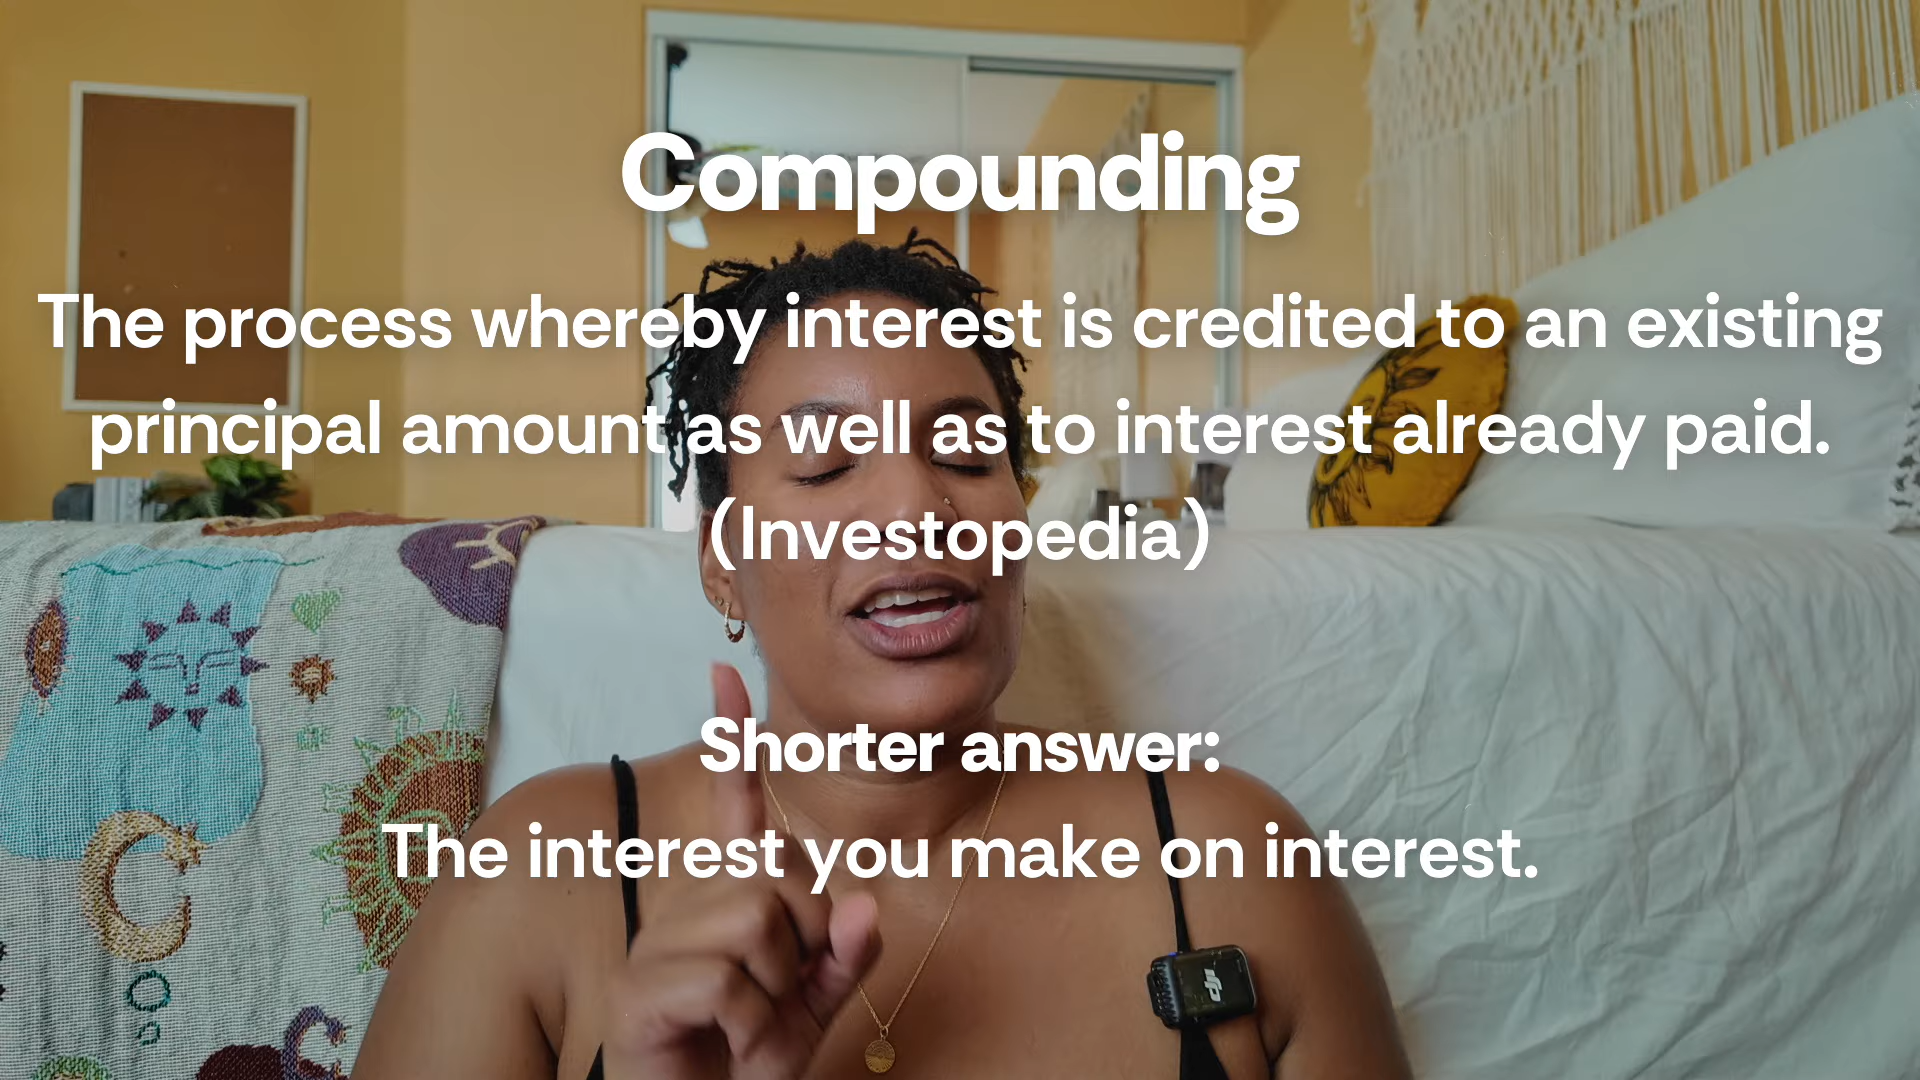 Compounding
The process whereby interest is credited to an existing
principal amount as well as to interest already paid.
(Investopedia)
Shorter answer:
The interest you make on interest.
dji